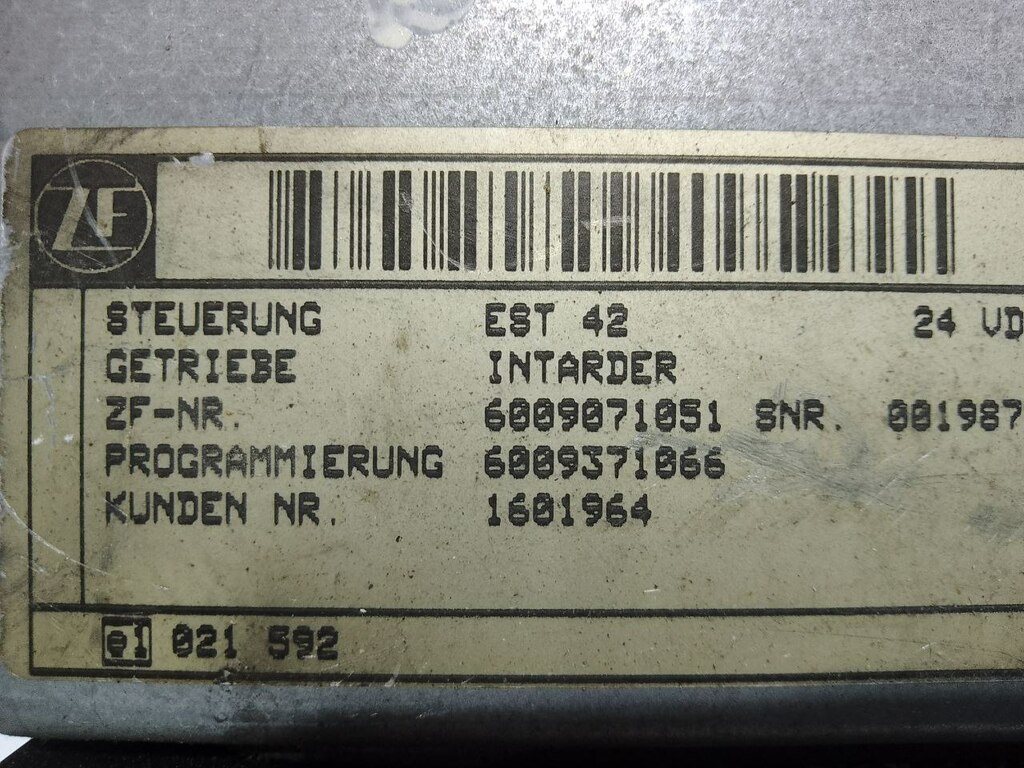 ZF
STEUERUNG EST 42 24 VD
GETRIEBE INTARDER
ZF-NR. 6009071051 SNR. 001987
PROGRAMMIERUNG 6009371066
KUNDEN NR. 1601964
e1 021 592